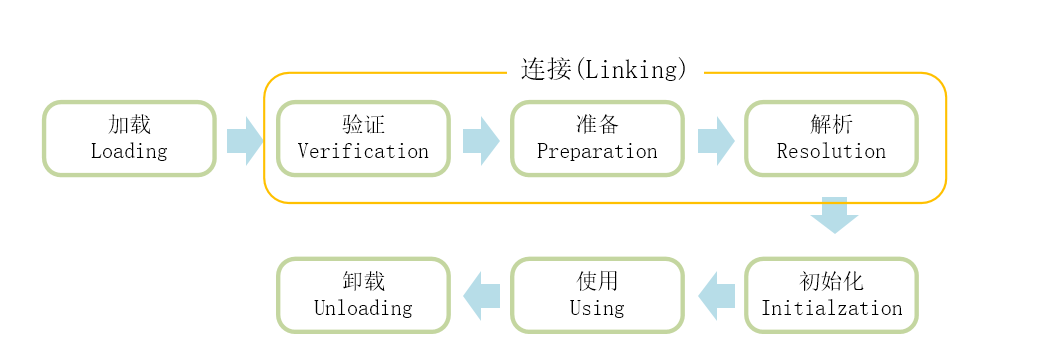 连接(Linking)
加载
Loading
验证
Verification
准备
Preparation
解析
Resolution
初始化
Initialzation
使用
Using
卸载
Unloading